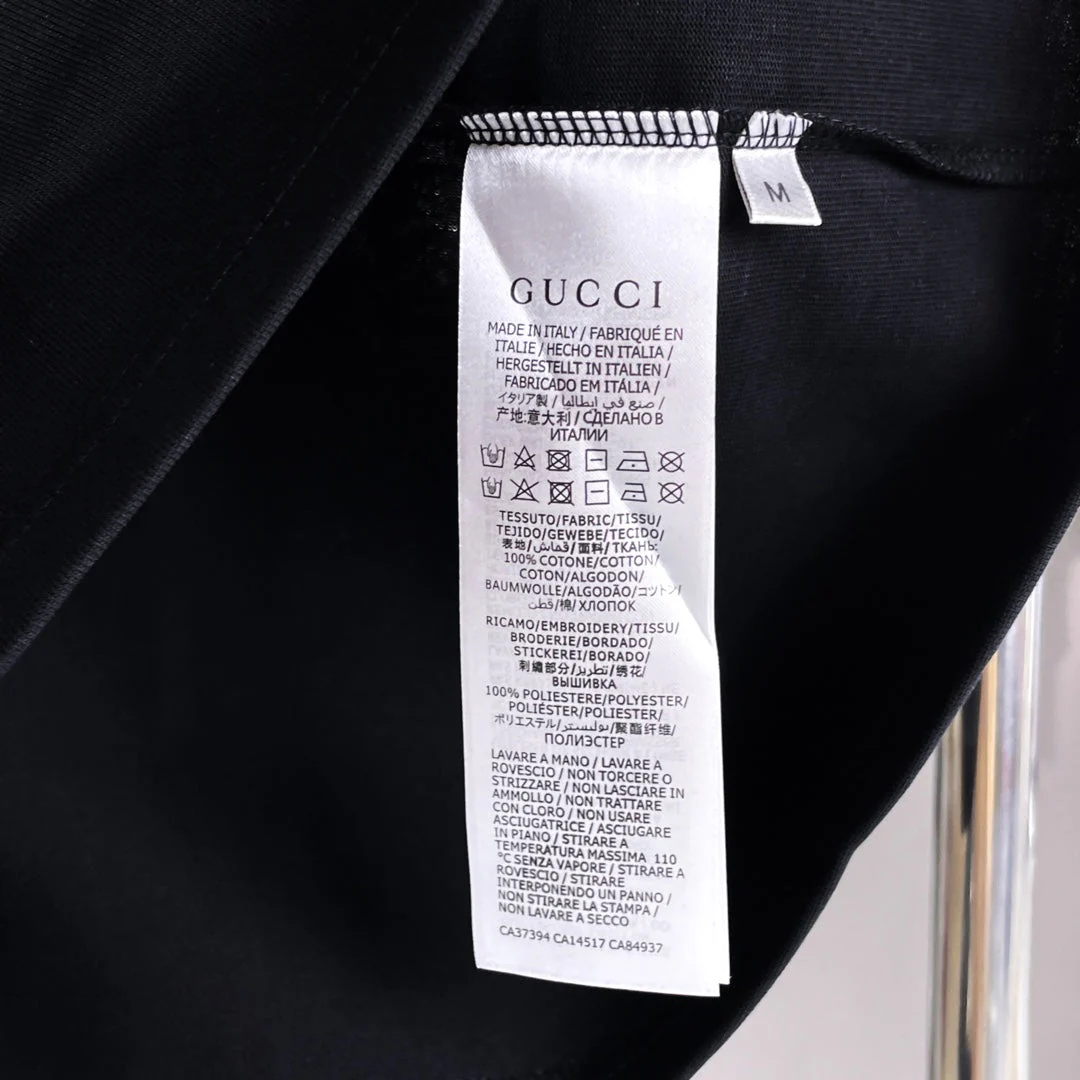 M
GUCCI
MADE IN ITALY / FABRIQUÉ EN
ITALIE / HECHO EN ITALIA /
HERGESTELLT IN ITALIEN /
FABRICADO EM ITÁLIA /
イタリア製 / صنع في إيطاليا /
产地:意大利 / СДЕЛАНО В
ИТАЛИИ
TESSUTO/FABRIC/TISSU/
TEJIDO/GEWEBE/TECIDO/
表地/قماش/面料/ТКАНЬ:
100% COTONE/COTTON/
COTON/ALGODON/
BAUMWOLLE/ALGODÃO/コットン/
قطن/棉/ХЛОПОК
RICAMO/EMBROIDERY/TISSU/
BRODERIE/BORDADO/
STICKEREI/BORADO/
刺繍部分/تطريز/绣花/
ВЫШИВКА
100% POLIESTERE/POLYESTER/
POLIÉSTER/POLIESTER/
ポリエステル/بوليستر/聚酯纤维/
ПОЛИЭСТЕР
LAVARE A MANO / LAVARE A
ROVESCIO / NON TORCERE O
STRIZZARE / NON LASCIARE IN
AMMOLLO / NON TRATTARE
CON CLORO / NON USARE
ASCIUGATRICE / ASCIUGARE
IN PIANO / STIRARE A
TEMPERATURA MASSIMA 110
°C SENZA VAPORE / STIRARE A
ROVESCIO / STIRARE
INTERPONENDO UN PANNO /
NON STIRARE LA STAMPA /
NON LAVARE A SECCO
CA37394 CA14517 CA84937